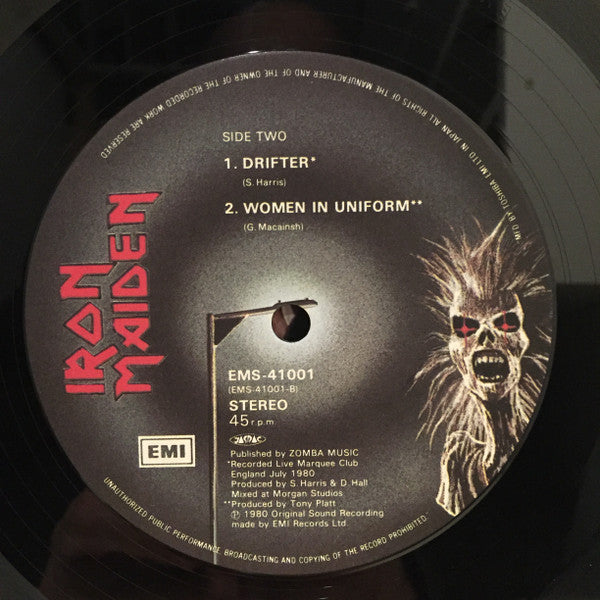 MF'D BY TOSHIBA EMI LTD IN JAPAN ALL RIGHTS OF THE MANUFACTURER AND OF THE OWNER OF THE RECORDED WORK ARE RESERVED
SIDE TWO
1. DRIFTER*
(S. Harris)
2. WOMEN IN UNIFORM**
(G. Macainsh)
IRON
MAIDEN
EMS-41001
(EMS-41001-B)
STEREO
45 r.p.m.
EMI
Published by ZOMBA MUSIC
*Recorded Live Marquee Club
England July 1980
Produced by S. Harris & D. Hall
Mixed at Morgan Studios
**Produced by Tony Platt
Ⓟ 1980 Original Sound Recording
made by EMI Records Ltd.
UNAUTHORIZED PUBLIC PERFORMANCE, BROADCASTING AND COPYING OF THE RECORD PROHIBITED.